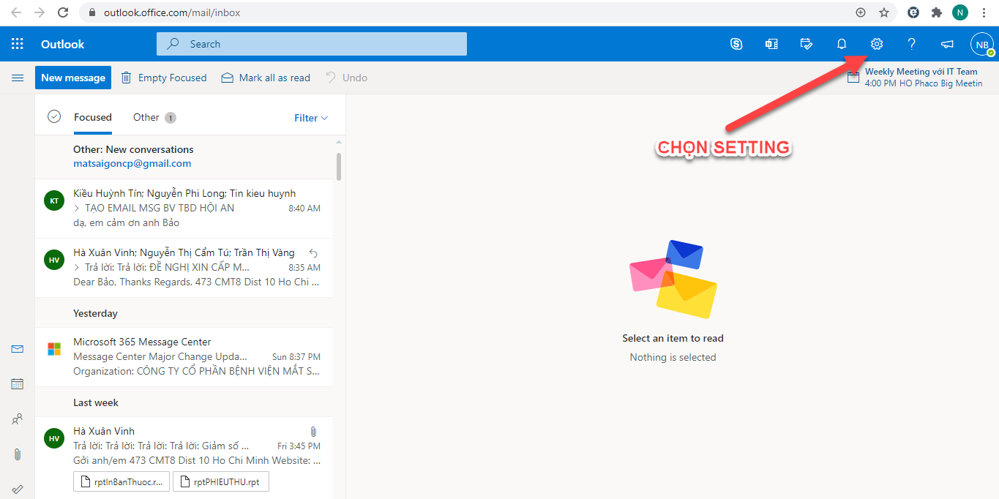 outlook.office.com/mail/inbox
N
Outlook
Search
NB
New message
Empty Focused
Mark all as read
Undo
Weekly Meeting với IT Team
4:00 PM HO Phaco Big Meetin
Focused
Other 1
Filter
CHỌN SETTING
Other: New conversations
matsaigoncp@gmail.com
KT
Kiều Huỳnh Tín; Nguyễn Phi Long; Tin kieu huynh
> TẠO EMAIL MSG BV TBD HỘI AN 8:40 AM
dạ, em cảm ơn anh Bảo
HV
Hà Xuân Vinh; Nguyễn Thị Cẩm Tú; Trần Thị Vàng
> Trả lời: Trả lời: ĐỀ NGHỊ XIN CẤP M... 8:35 AM
Dear Bảo, Thanks Regards. 473 CMT8 Dist 10 Ho Chi ...
Yesterday
Microsoft 365 Message Center
Message Center Major Change Upda... Sun 8:37 PM
Organization: CÔNG TY CỔ PHẦN BỆNH VIỆN MẮT S...
Select an item to read
Nothing is selected
Last week
HV
Hà Xuân Vinh
Trả lời: Trả lời: Trả lời: Trả lời: Giảm số ... Fri 3:45 PM
Gởi anh/em 473 CMT8 Dist 10 Ho Chi Minh Website: ...
rptInBanThuoc.r...
rptPHIEUTHU.rpt